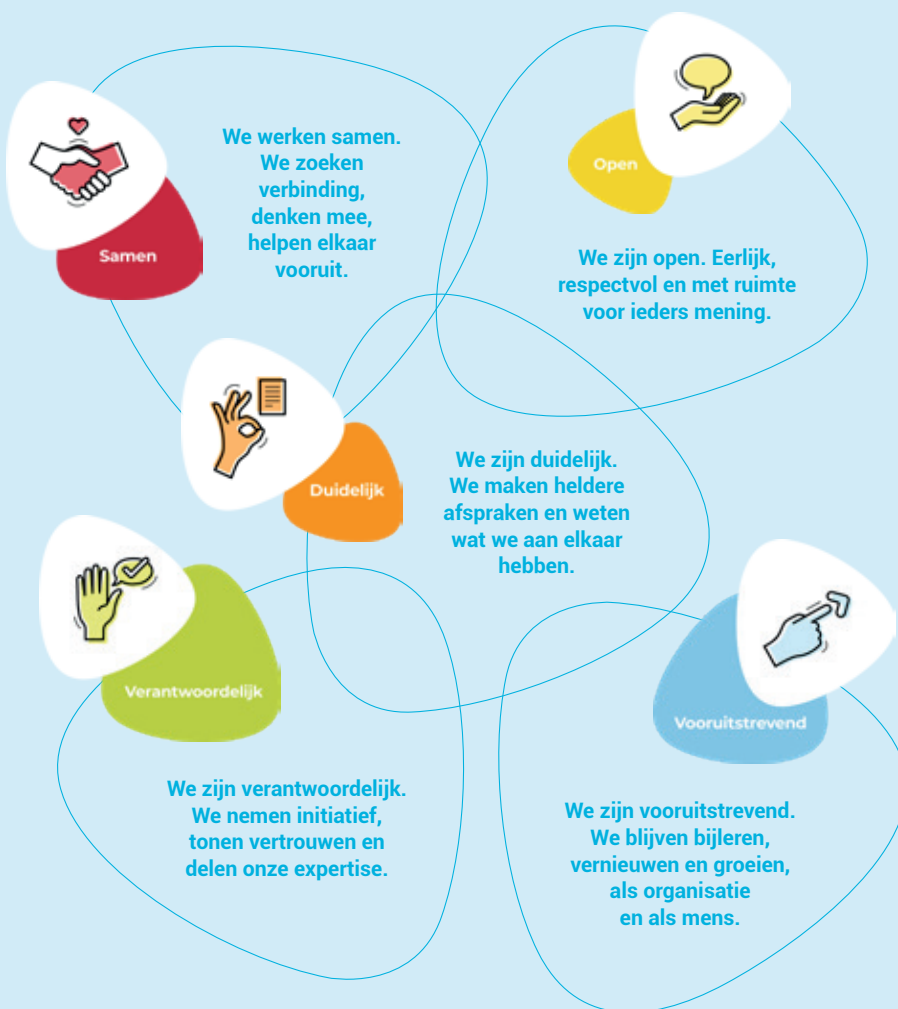 Samen
We werken samen.
We zoeken
verbinding,
denken mee,
helpen elkaar
vooruit.
Open
We zijn open. Eerlijk,
respectvol en met ruimte
voor ieders mening.
Duidelijk
We zijn duidelijk.
We maken heldere
afspraken en weten
wat we aan elkaar
hebben.
Verantwoordelijk
We zijn verantwoordelijk.
We nemen initiatief,
tonen vertrouwen en
delen onze expertise.
Vooruitstrevend
We zijn vooruitstrevend.
We blijven bijleren,
vernieuwen en groeien,
als organisatie
en als mens.